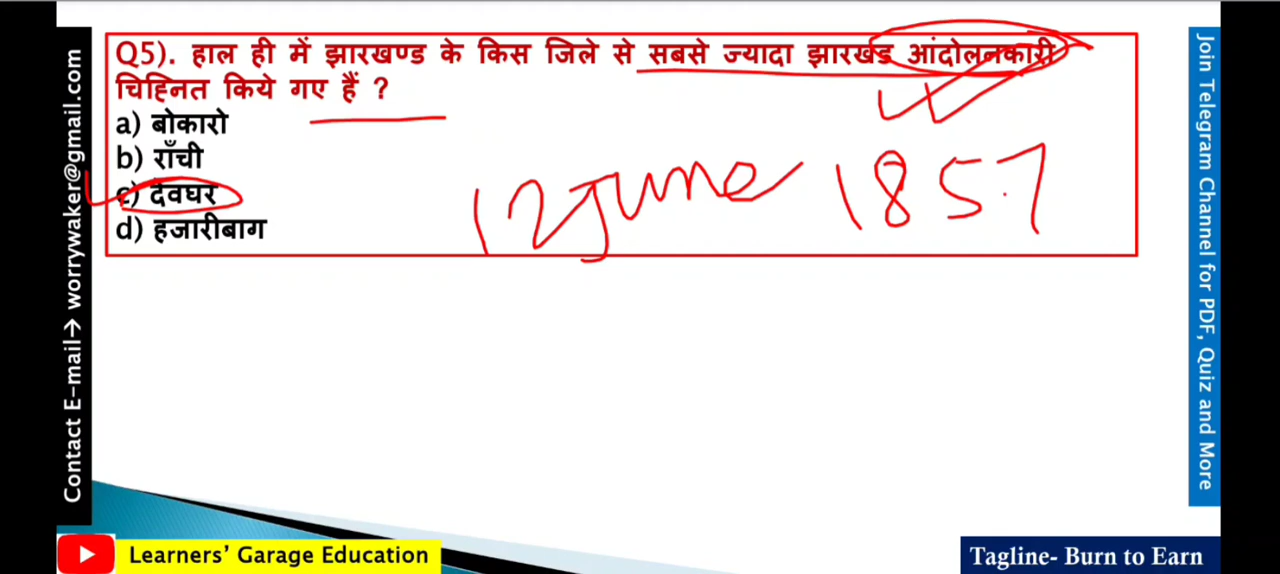 Q5). हाल ही में झारखण्ड के किस जिले से सबसे ज्यादा झारखंड आंदोलनकारी
चिह्नित किये गए हैं ?
a) बोकारो
b) राँची
c) देवघर
d) हजारीबाग
12 June 1857
Contact E-mail→ worrywaker@gmail.com
Join Telegram Channel for PDF, Quiz and More
Learners’ Garage Education
Tagline- Burn to Earn